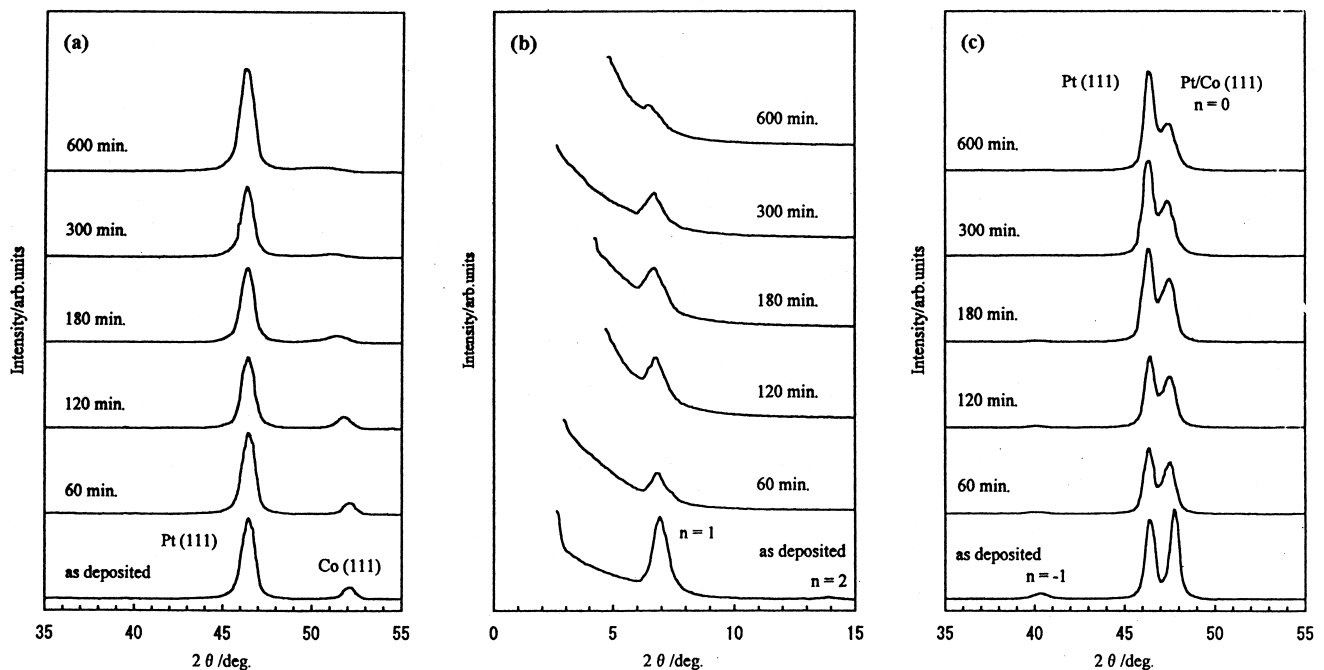 (a)
600 min.
300 min.
180 min.
120 min.
60 min.
Pt (111)
as deposited
Co (111)
35 40 45 50 55
2 θ /deg.
Intensity/arb.units
(b)
600 min.
300 min.
180 min.
120 min.
60 min.
n = 1
as deposited
n = 2
0 5 10 15
2 θ /deg.
Intensity/arb.units
(c)
Pt (111)
Pt/Co (111)
n = 0
600 min.
300 min.
180 min.
120 min.
60 min.
as deposited
n = -1
35 40 45 50 55
2 θ /deg.
Intensity/arb.units